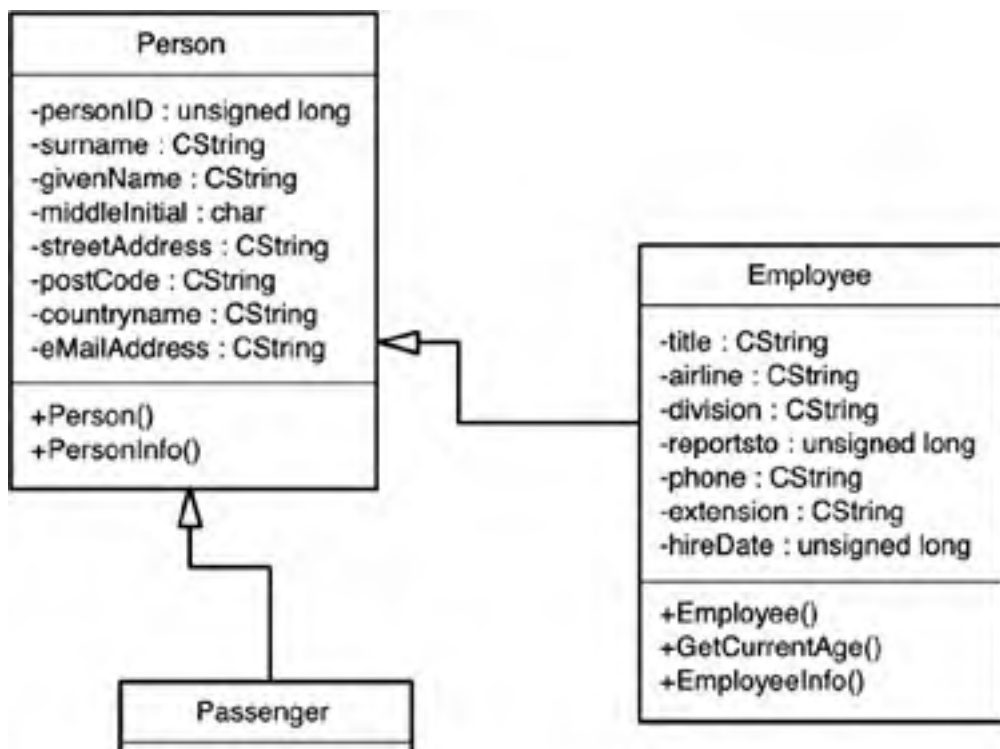 Person
-personID : unsigned long
-surname : CString
-givenName : CString
-middleInitial : char
-streetAddress : CString
-postCode : CString
-countryname : CString
-eMailAddress : CString
+Person()
+PersonInfo()
Employee
-title : CString
-airline : CString
-division : CString
-reportsto : unsigned long
-phone : CString
-extension : CString
-hireDate : unsigned long
+Employee()
+GetCurrentAge()
+EmployeeInfo()
Passenger